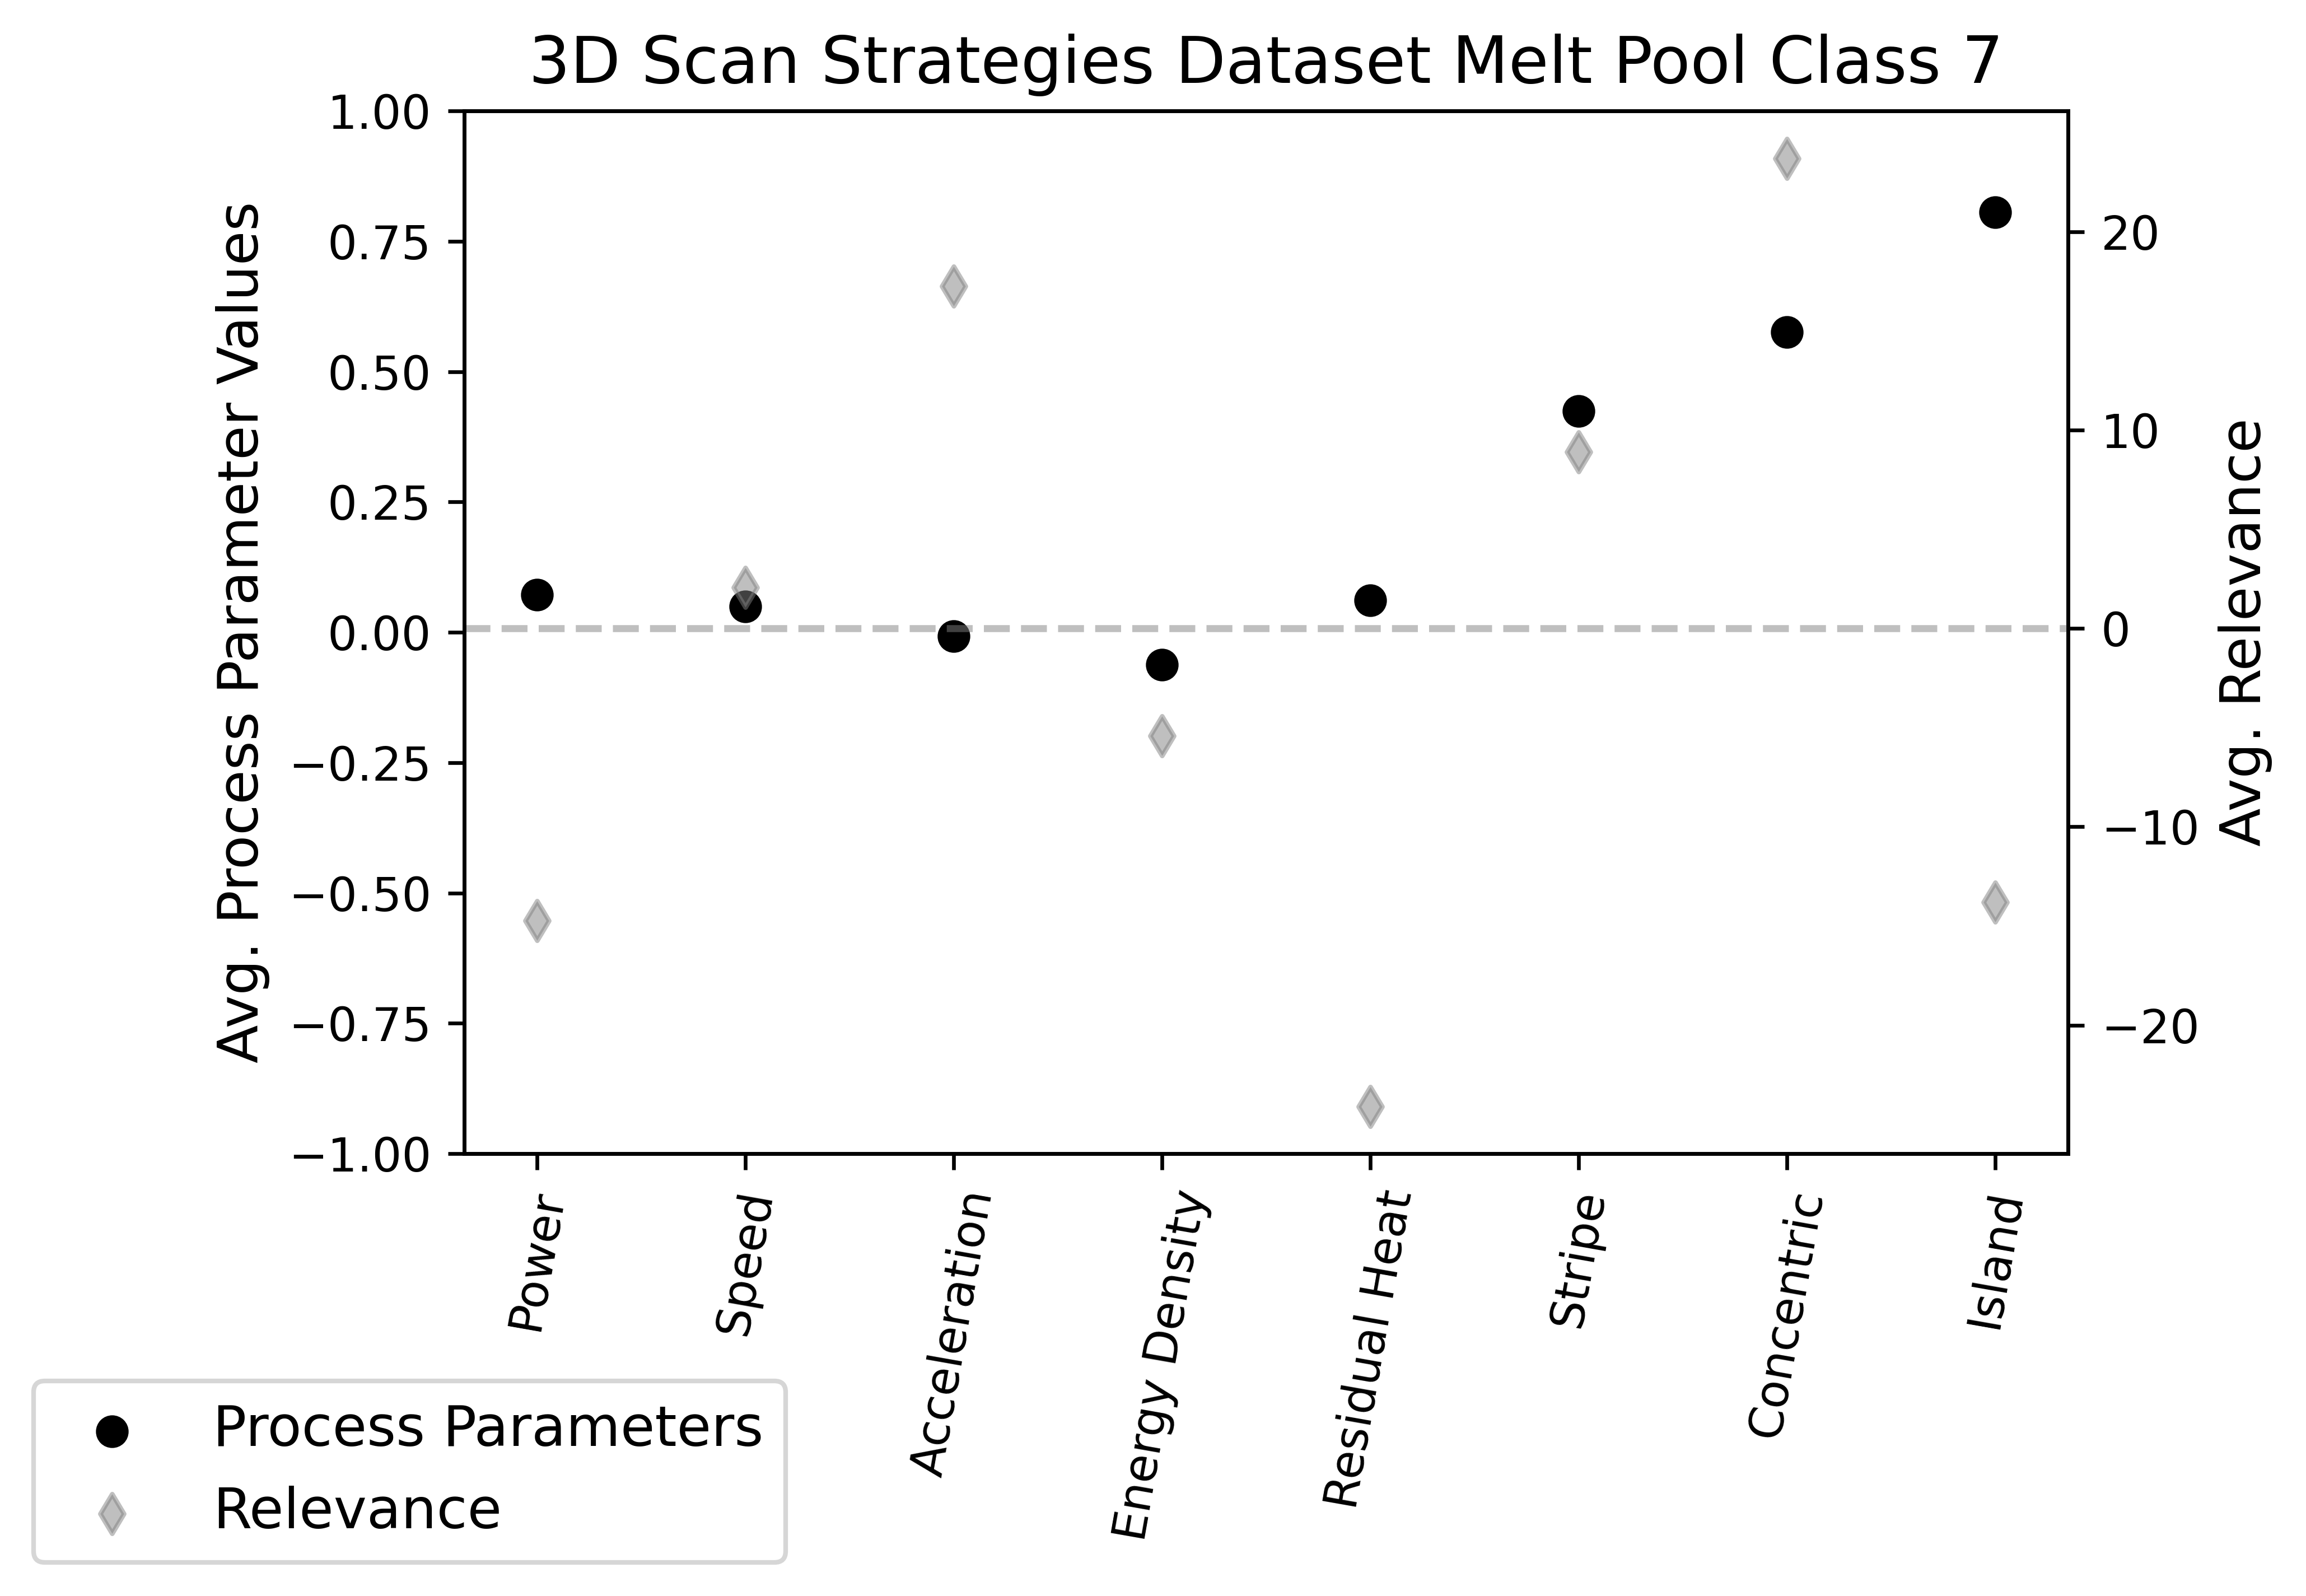 3D Scan Strategies Dataset Melt Pool Class 7
Avg. Process Parameter Values
1.00
0.75
0.50
0.25
0.00
−0.25
−0.50
−0.75
−1.00
20
10
0
−10
−20
Avg. Relevance
Power
Speed
Acceleration
Energy Density
Residual Heat
Stripe
Concentric
Island
Process Parameters
Relevance